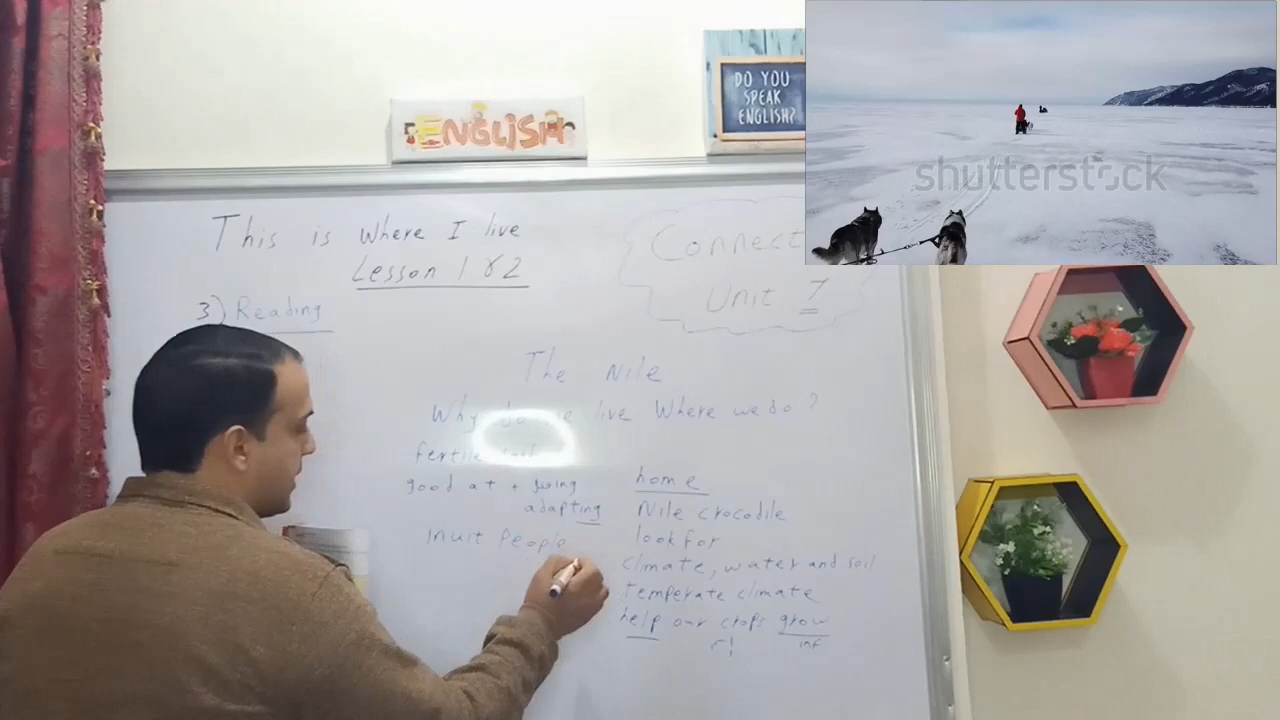 ENGLISH
DO YOU
SPEAK
ENGLISH?
shutterstock
This is where I live
Lesson 1 & 2
Connect
Unit 7
3) Reading
The Nile
Why do we live Where we do ?
fertile
good at + going
adapting
Inuit People
home
Nile crocodile
look for
climate, water and soil
temperate climate
help our crops grow
inf